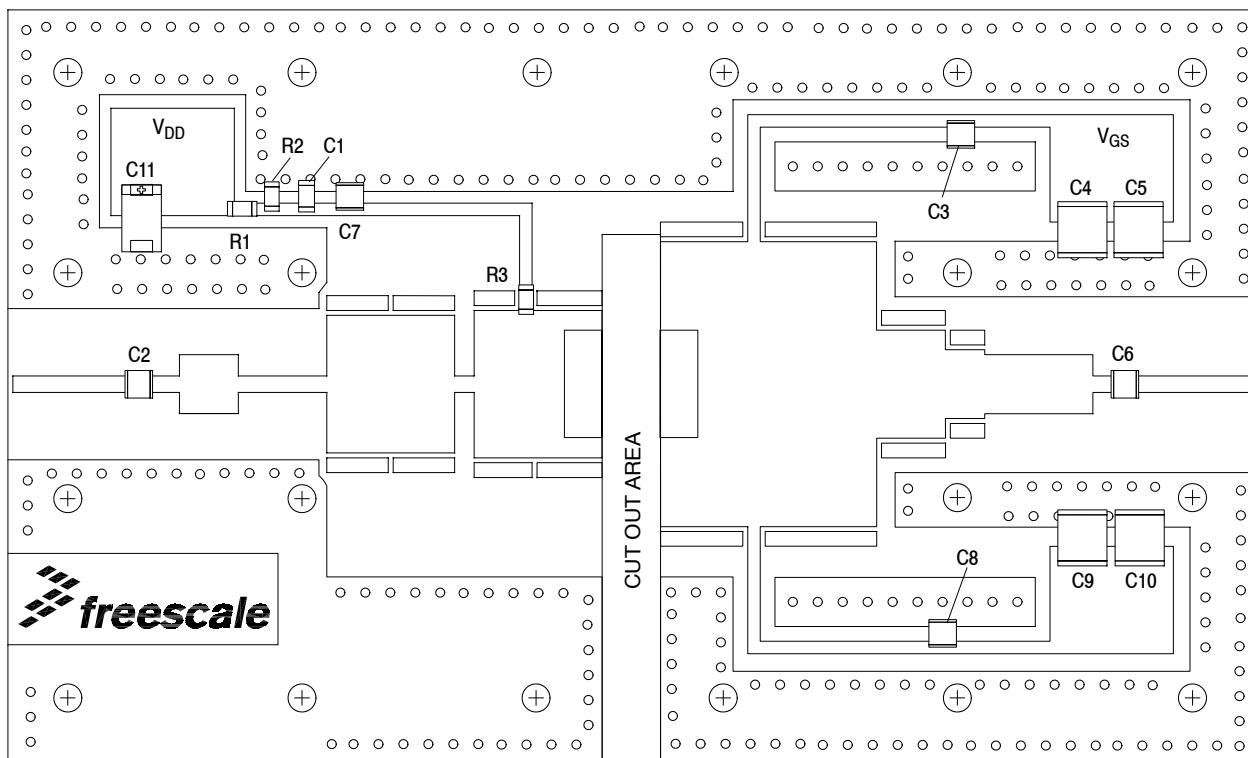 VDD
R2
C1
C11
R1
C7
R3
C2
C3
VGS
C4
C5
C6
CUT OUT AREA
C8
C9
C10
freescale